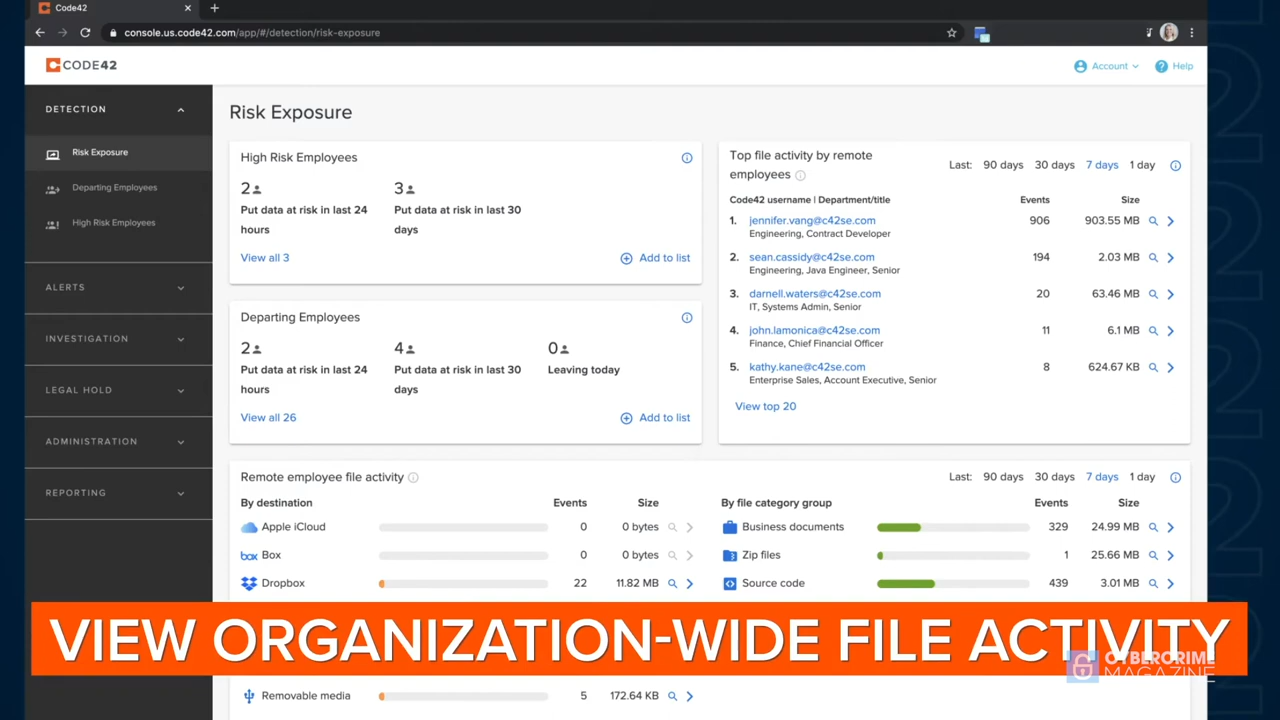 Code42
console.us.code42.com/app/#/detection/risk-exposure
CODE42
Account
Help
DETECTION
Risk Exposure
Departing Employees
High Risk Employees
ALERTS
INVESTIGATION
LEGAL HOLD
ADMINISTRATION
REPORTING
Risk Exposure
High Risk Employees
2
Put data at risk in last 24
hours
3
Put data at risk in last 30
days
View all 3
Add to list
Departing Employees
2
Put data at risk in last 24
hours
4
Put data at risk in last 30
days
0
Leaving today
View all 26
Add to list
Top file activity by remote
employees
Last: 90 days 30 days 7 days 1 day
Code42 username | Department/title Events Size
1. jennifer.vang@c42se.com 906 903.55 MB
Engineering, Contract Developer
2. sean.cassidy@c42se.com 194 2.03 MB
Engineering, Java Engineer, Senior
3. darnell.waters@c42se.com 20 63.46 MB
IT, Systems Admin, Senior
4. john.lamonica@c42se.com 11 6.1 MB
Finance, Chief Financial Officer
5. kathy.kane@c42se.com 8 624.67 KB
Enterprise Sales, Account Executive, Senior
View top 20
Remote employee file activity
Last: 90 days 30 days 7 days 1 day
By destination Events Size
Apple iCloud 0 0 bytes
box Box 0 0 bytes
Dropbox 22 11.82 MB
By file category group Events Size
Business documents 329 24.99 MB
Zip files 1 25.66 MB
Source code 439 3.01 MB
VIEW ORGANIZATION-WIDE FILE ACTIVITY
CYBERCRIME
MAGAZINE
Removable media 5 172.64 KB